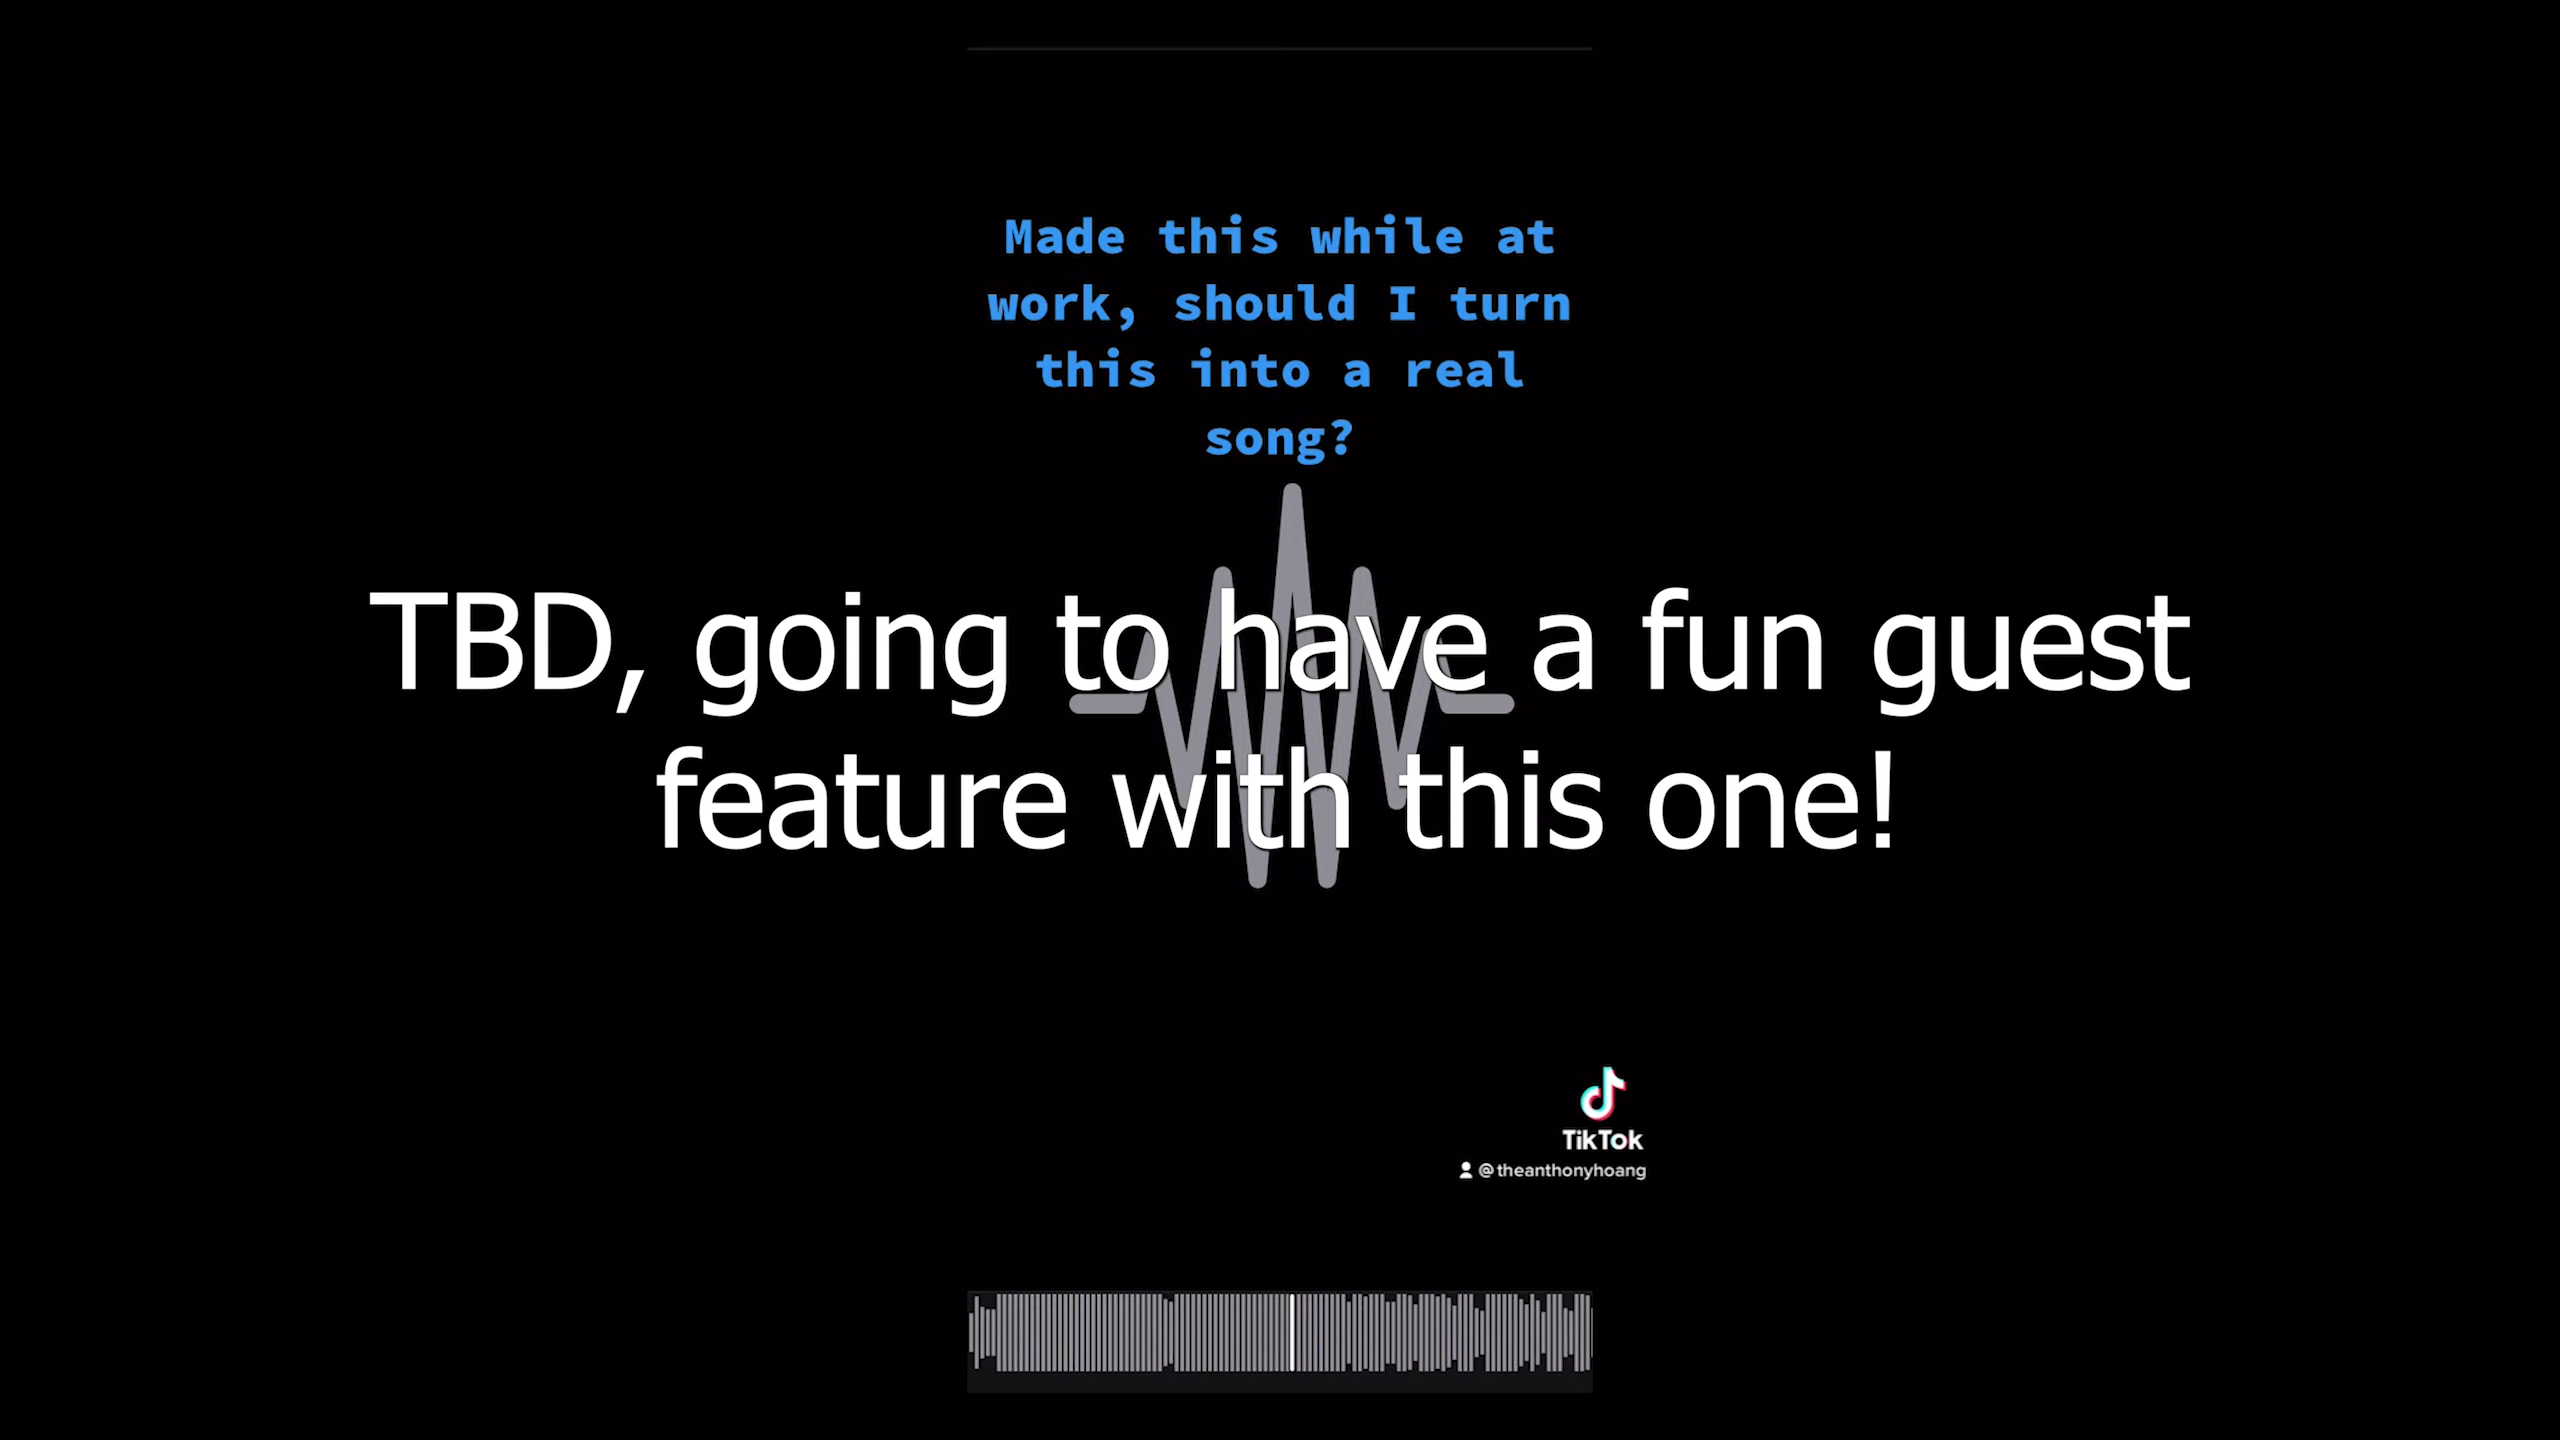 Made this while at
work, should I turn
this into a real
song?
TBD, going to have a fun guest
feature with this one!
TikTok
@theanthonyhoang